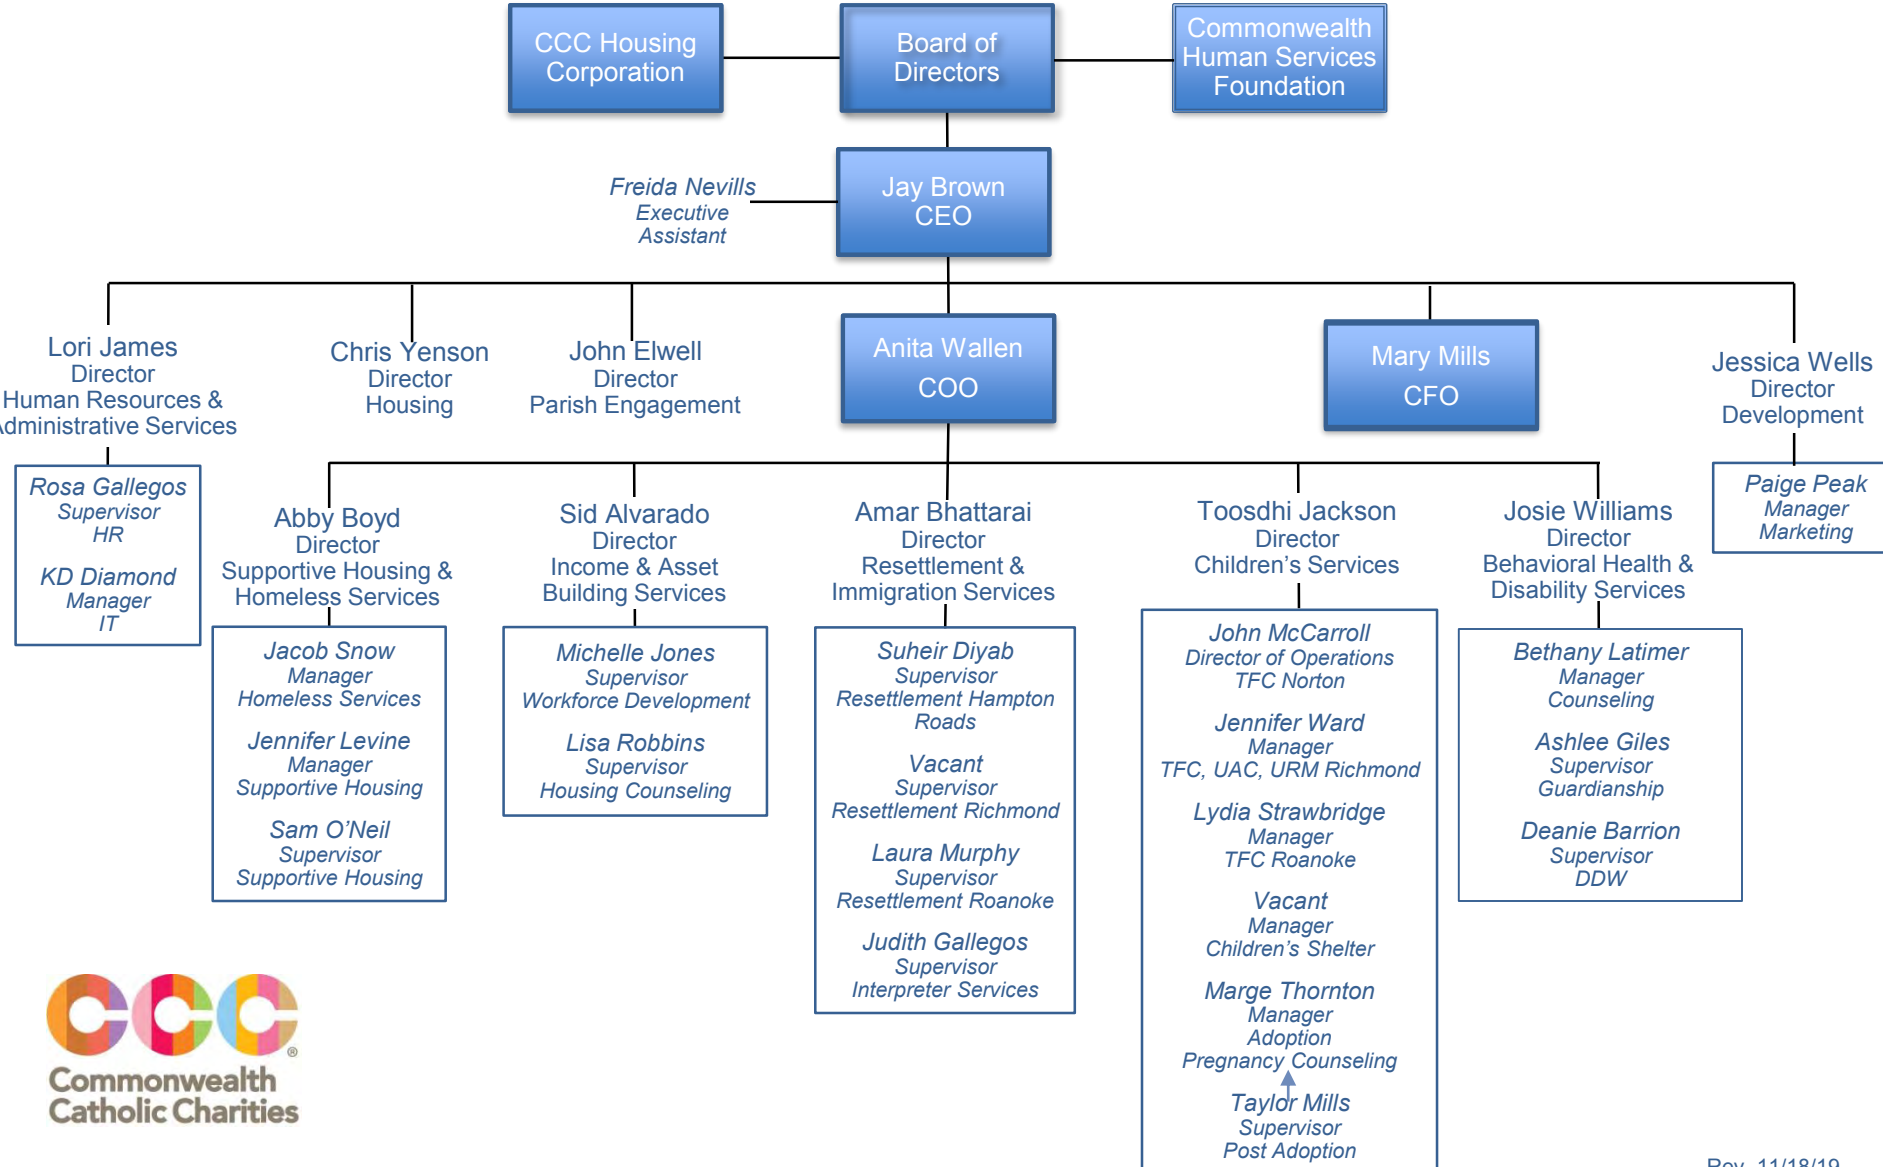 CCC Housing
Corporation
Board of
Directors
Commonwealth
Human Services
Foundation
Freida Nevills
Executive
Assistant
Jay Brown
CEO
Lori James
Director
Human Resources &
Administrative Services
Chris Yenson
Director
Housing
John Elwell
Director
Parish Engagement
Anita Wallen
COO
Mary Mills
CFO
Jessica Wells
Director
Development
Rosa Gallegos
Supervisor
HR
KD Diamond
Manager
IT
Paige Peak
Manager
Marketing
Abby Boyd
Director
Supportive Housing &
Homeless Services
Sid Alvarado
Director
Income & Asset
Building Services
Amar Bhattarai
Director
Resettlement &
Immigration Services
Toosdhi Jackson
Director
Children's Services
Josie Williams
Director
Behavioral Health &
Disability Services
Jacob Snow
Manager
Homeless Services
Jennifer Levine
Manager
Supportive Housing
Sam O'Neil
Supervisor
Supportive Housing
Michelle Jones
Supervisor
Workforce Development
Lisa Robbins
Supervisor
Housing Counseling
Suheir Diyab
Supervisor
Resettlement Hampton
Roads
Vacant
Supervisor
Resettlement Richmond
Laura Murphy
Supervisor
Resettlement Roanoke
Judith Gallegos
Supervisor
Interpreter Services
John McCarroll
Director of Operations
TFC Norton
Jennifer Ward
Manager
TFC, UAC, URM Richmond
Lydia Strawbridge
Manager
TFC Roanoke
Vacant
Manager
Children's Shelter
Marge Thornton
Manager
Adoption
Pregnancy Counseling
Taylor Mills
Supervisor
Post Adoption
Bethany Latimer
Manager
Counseling
Ashlee Giles
Supervisor
Guardianship
Deanie Barrion
Supervisor
DDW
CCC®
Commonwealth
Catholic Charities
Rev. 11/18/19